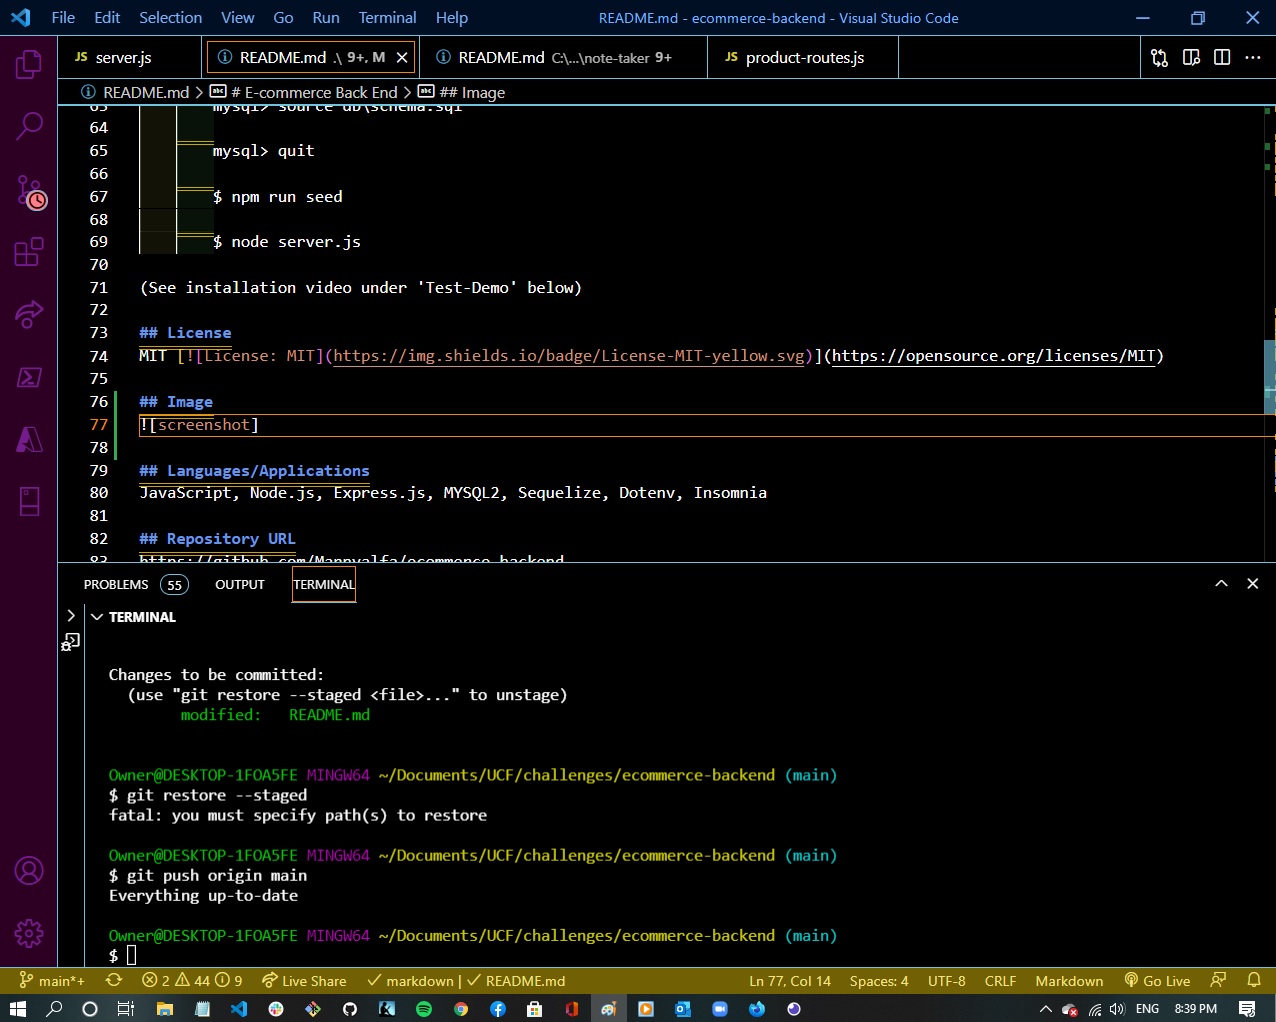 File Edit Selection View Go Run Terminal Help README.md - ecommerce-backend - Visual Studio Code
JS server.js README.md .\ 9+, M README.md C:\...\note-taker 9+ JS product-routes.js
README.md > # E-commerce Back End > ## Image
63 mysql> source db\schema.sql
64
65 mysql> quit
66
67 $ npm run seed
68
69 $ node server.js
70
71 (See installation video under 'Test-Demo' below)
72
73 ## License
74 MIT [![License: MIT](https://img.shields.io/badge/License-MIT-yellow.svg)](https://opensource.org/licenses/MIT)
75
76 ## Image
77 ![screenshot]
78
79 ## Languages/Applications
80 JavaScript, Node.js, Express.js, MYSQL2, Sequelize, Dotenv, Insomnia
81
82 ## Repository URL
83 https://github.com/Mannyalfa/ecommerce-backend
PROBLEMS 55 OUTPUT TERMINAL
TERMINAL
Changes to be committed:
(use "git restore --staged <file>..." to unstage)
modified: README.md
Owner@DESKTOP-1FOA5FE MINGW64 ~/Documents/UCF/challenges/ecommerce-backend (main)
$ git restore --staged
fatal: you must specify path(s) to restore
Owner@DESKTOP-1FOA5FE MINGW64 ~/Documents/UCF/challenges/ecommerce-backend (main)
$ git push origin main
Everything up-to-date
Owner@DESKTOP-1FOA5FE MINGW64 ~/Documents/UCF/challenges/ecommerce-backend (main)
$
main*+ 2 44 9 Live Share markdown | README.md Ln 77, Col 14 Spaces: 4 UTF-8 CRLF Markdown Go Live
ENG 8:39 PM